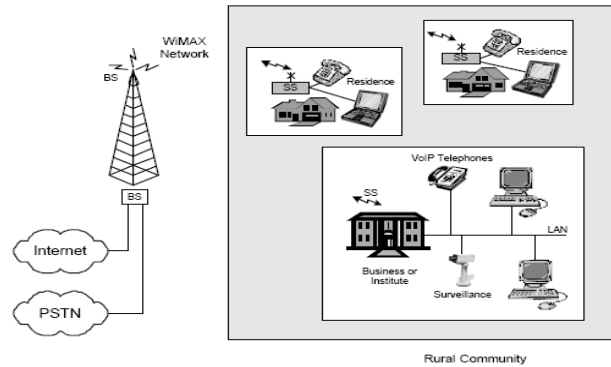 WiMAX
Network
BS
BS
Internet
PSTN
SS
Residence
SS
Residence
VoIP Telephones
SS
LAN
Business or
Institute
Surveillance
Rural Community